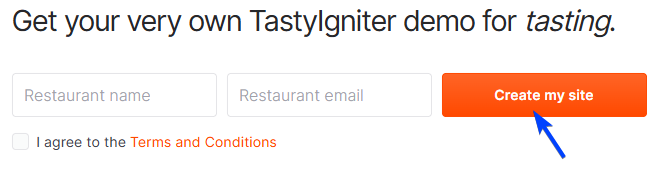 Get your very own TastyIgniter demo for tasting.
Restaurant name Restaurant email Create my site
I agree to the Terms and Conditions